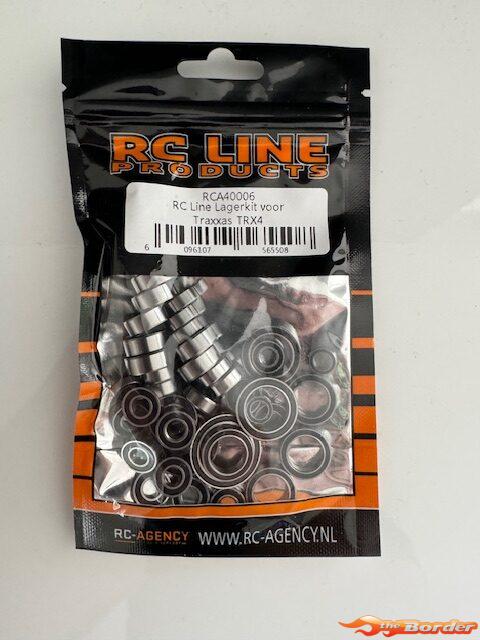 RC LINE
PRODUCTS
RCA40006
RC Line Lagerkit voor
Traxxas TRX4
6 096107 565508
RC-AGENCY
WWW.RC-AGENCY.NL
the Border